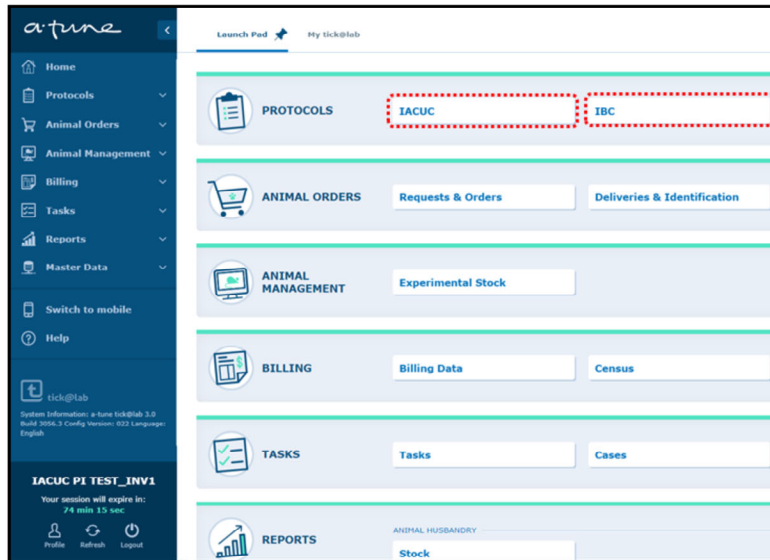 a·tune
Launch Pad
My tick@lab
Home
Protocols
Animal Orders
Animal Management
Billing
Tasks
Reports
Master Data
Switch to mobile
Help
t tick@lab
System Information: a-tune tick@lab 3.0
Build 3056.3 Config Version: 022 Language:
English
IACUC PI TEST_INV1
Your session will expire in:
74 min 15 sec
Profile
Refresh
Logout
PROTOCOLS
IACUC
IBC
ANIMAL ORDERS
Requests & Orders
Deliveries & Identification
ANIMAL
MANAGEMENT
Experimental Stock
BILLING
Billing Data
Census
TASKS
Tasks
Cases
REPORTS
ANIMAL HUSBANDRY
Stock